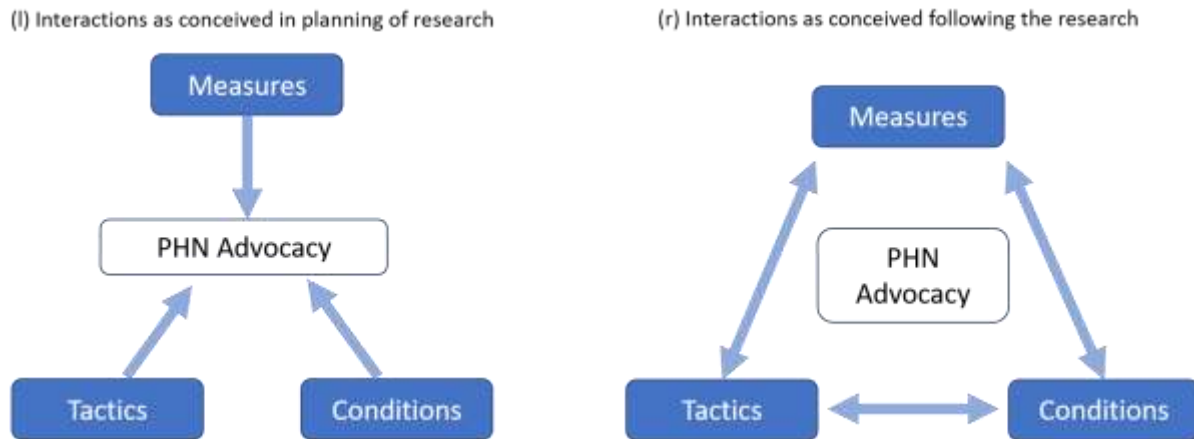 (l) Interactions as conceived in planning of research
Measures
PHN Advocacy
Tactics
Conditions
(r) Interactions as conceived following the research
Measures
PHN
Advocacy
Tactics
Conditions